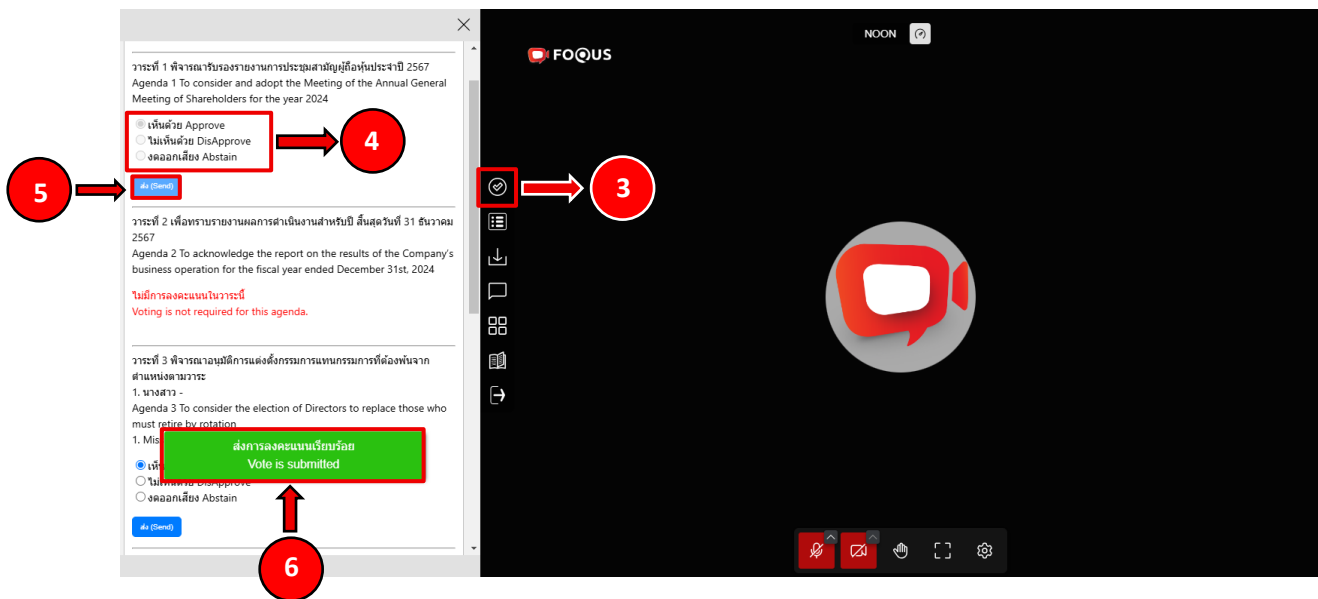 NOON
FOQUS
วาระที่ 1 พิจารณารับรองรายงานการประชุมสามัญผู้ถือหุ้นประจำปี 2567
Agenda 1 To consider and adopt the Meeting of the Annual General
Meeting of Shareholders for the year 2024
เห็นด้วย Approve
ไม่เห็นด้วย DisApprove
งดออกเสียง Abstain
4
5
ส่ง (Send)
3
วาระที่ 2 เพื่อทราบรายงานผลการดำเนินงานสำหรับปี สิ้นสุดวันที่ 31 ธันวาคม
2567
Agenda 2 To acknowledge the report on the results of the Company's
business operation for the fiscal year ended December 31st, 2024
ไม่มีการลงคะแนนในวาระนี้
Voting is not required for this agenda.
วาระที่ 3 พิจารณาอนุมัติการแต่งตั้งกรรมการแทนกรรมการที่ต้องพ้นจาก
ตำแหน่งตามวาระ
1. นางสาว -
Agenda 3 To consider the election of Directors to replace those who
must retire by rotation
1. Mis
ส่งการลงคะแนนเรียบร้อย
Vote is submitted
ไม่เห็นด้วย DisApprove
งดออกเสียง Abstain
ส่ง (Send)
6